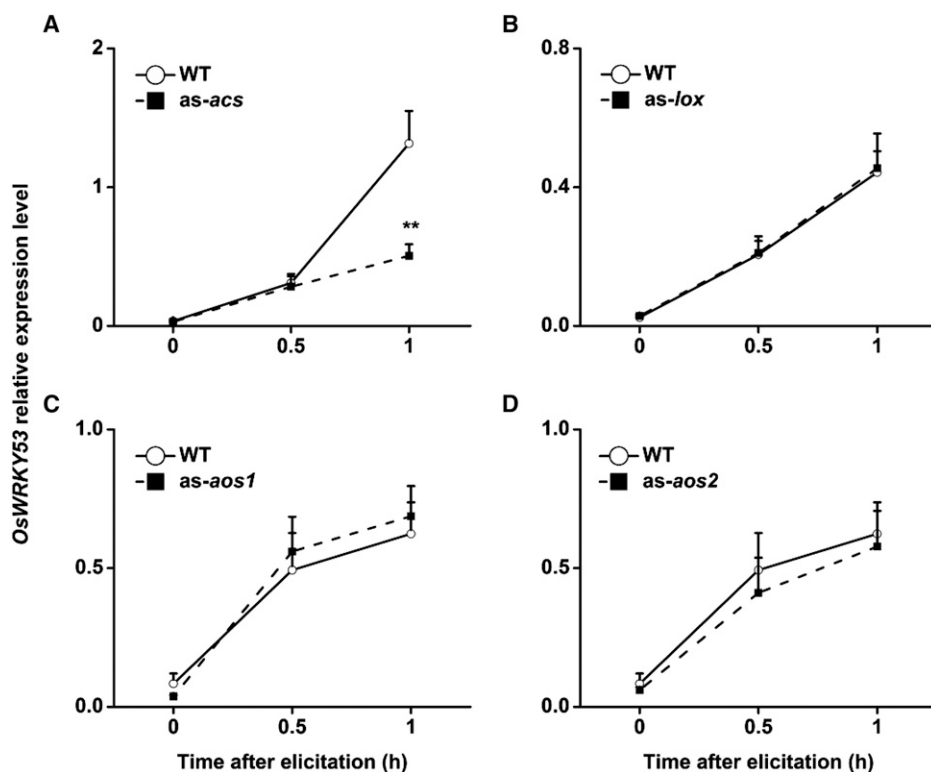 A
2
WT
as-acs
1
**
0
0
0.5
1
B
0.8
WT
as-lox
0.4
0.0
0
0.5
1
OsWRKY53 relative expression level
C
1.0
WT
as-aos1
0.5
0.0
0
0.5
1
Time after elicitation (h)
D
1.0
WT
as-aos2
0.5
0.0
0
0.5
1
Time after elicitation (h)